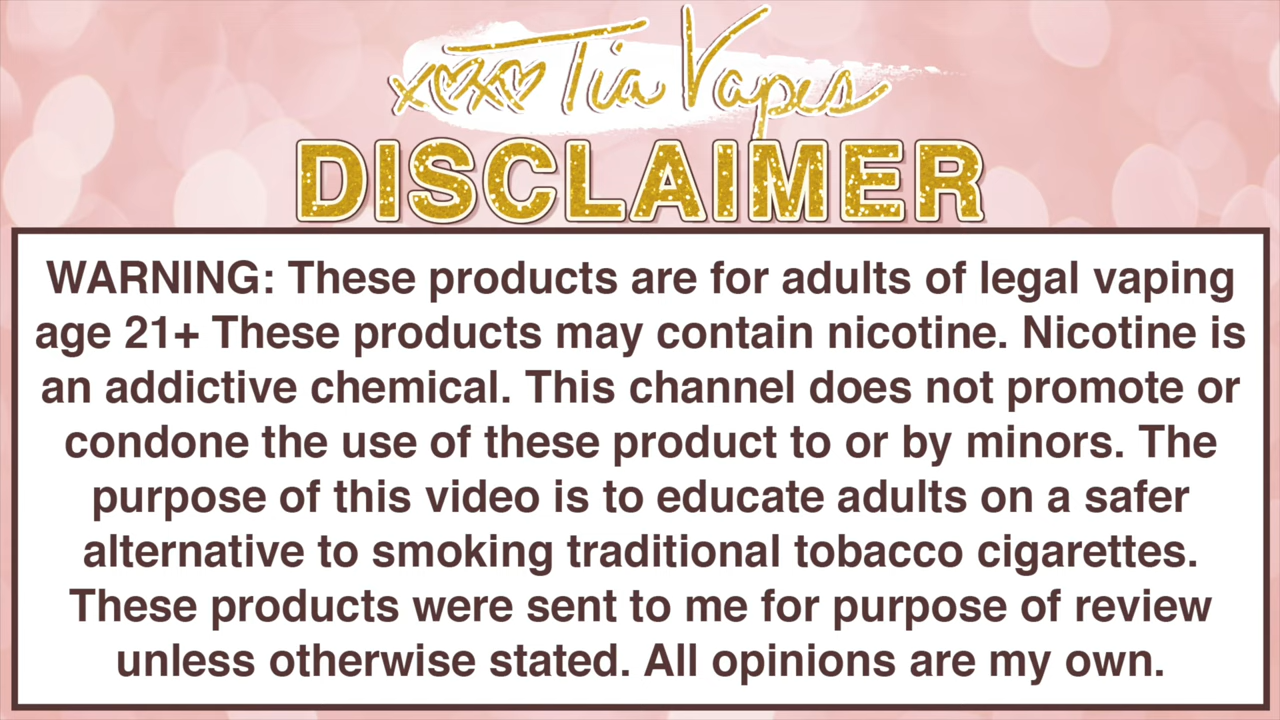 xoxo Tia Vapes
DISCLAIMER
WARNING: These products are for adults of legal vaping
age 21+ These products may contain nicotine. Nicotine is
an addictive chemical. This channel does not promote or
condone the use of these product to or by minors. The
purpose of this video is to educate adults on a safer
alternative to smoking traditional tobacco cigarettes.
These products were sent to me for purpose of review
unless otherwise stated. All opinions are my own.